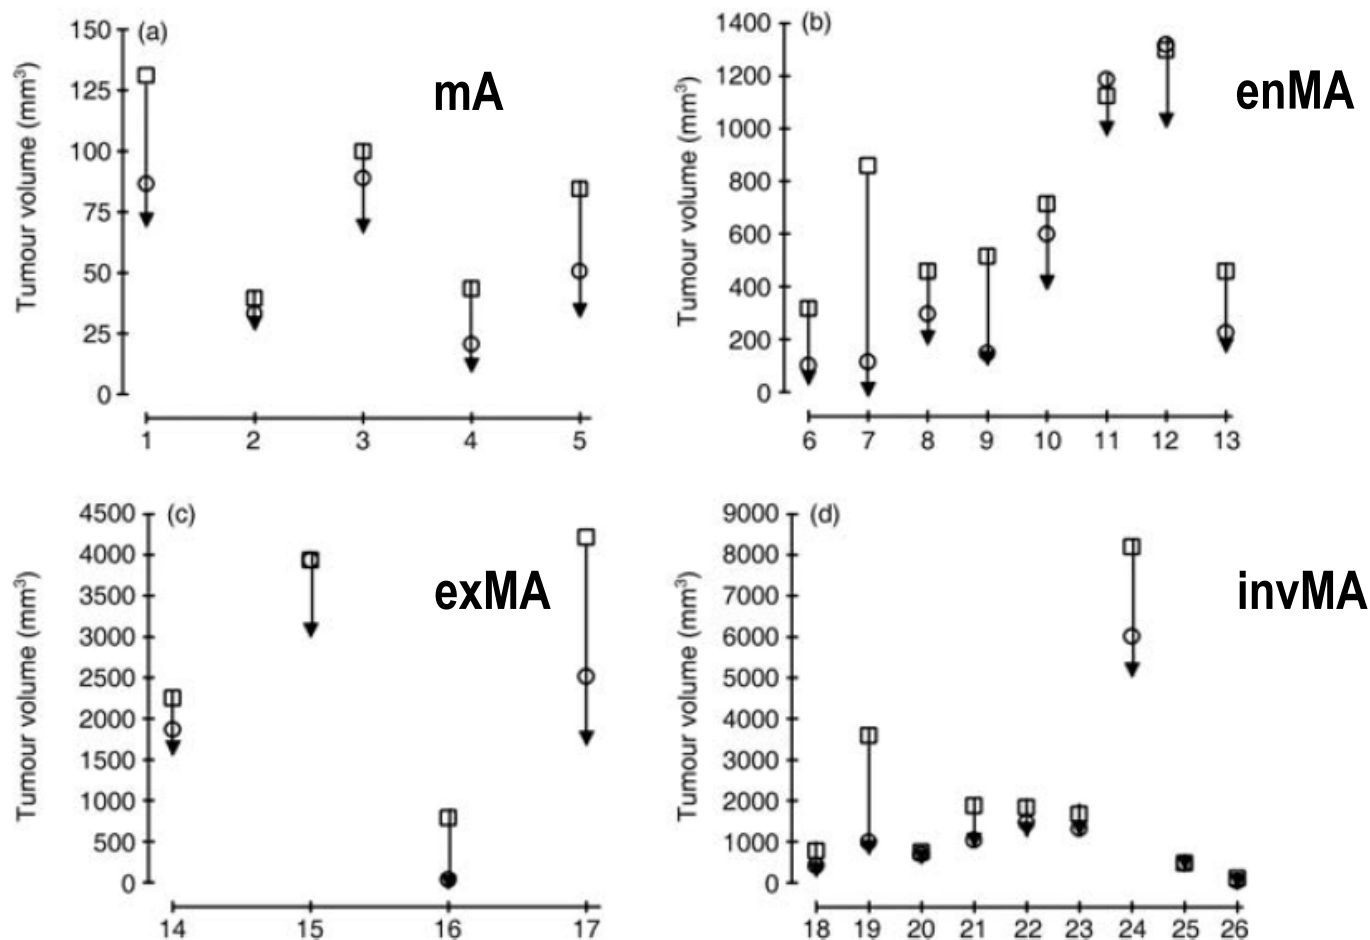 (a)
mA
Tumour volume (mm³)
150
125
100
75
50
25
0
1 2 3 4 5
(b)
enMA
Tumour volume (mm³)
1400
1200
1000
800
600
400
200
0
6 7 8 9 10 11 12 13
(c)
exMA
Tumour volume (mm³)
4500
4000
3500
3000
2500
2000
1500
1000
500
0
14 15 16 17
(d)
invMA
Tumour volume (mm³)
9000
8000
7000
6000
5000
4000
3000
2000
1000
0
18 19 20 21 22 23 24 25 26